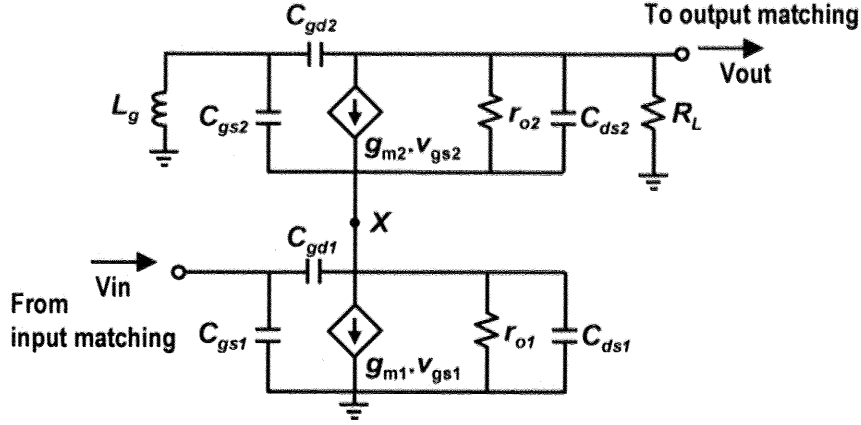 To output matching
Vout
C_gd2
L_g
C_gs2
g_m2.v_gs2
r_o2
C_ds2
R_L
X
C_gd1
Vin
From
input matching
C_gs1
g_m1.v_gs1
r_o1
C_ds1